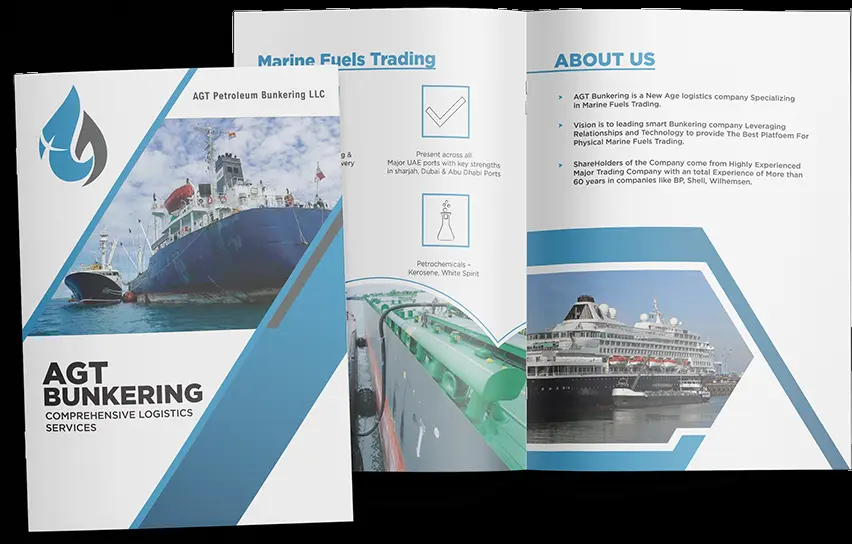 AGT Petroleum Bunkering LLC
AGT
BUNKERING
COMPREHENSIVE LOGISTICS
SERVICES
Marine Fuels Trading
Present across all
Major UAE ports with key strengths
in sharjah, Dubai & Abu Dhabi Ports
Petrochemicals –
Kerosene, White Spirit
ABOUT US
AGT Bunkering is a New Age logistics company Specializing
in Marine Fuels Trading.
Vision is to leading smart Bunkering company Leveraging
Relationships and Technology to provide The Best Platfoem For
Physical Marine Fuels Trading.
ShareHolders of the Company come from Highly Experienced
Major Trading Company with an total Experience of More than
60 years in companies like BP, Shell, Wilhemsen.